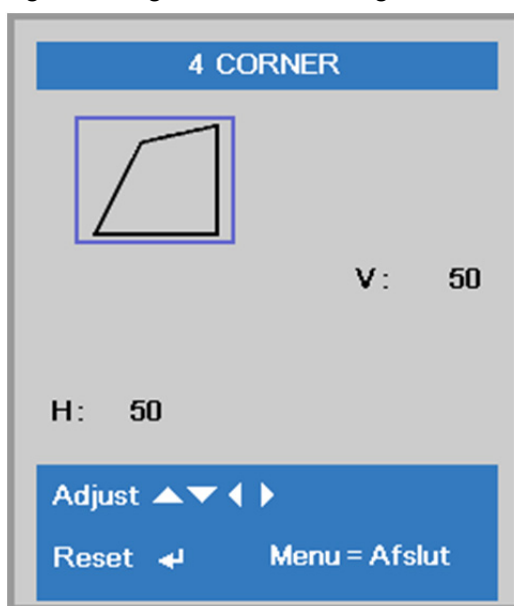 4 CORNER
V: 50
H: 50
Adjust ▲▼◀▶
Reset ↵ Menu = Afslut